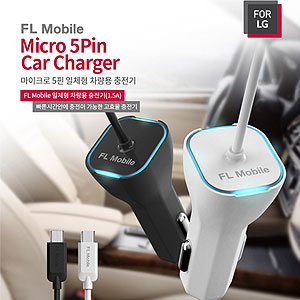 FL Mobile
FOR
LG
Micro 5Pin
Car Charger
마이크로 5핀 일체형 차량용 충전기
FL Mobile 일체형 차량용 충전기(1.5A)
빠른시간안에 충전이 가능한 고효율 충전기
FL Mobile
FL Mobile